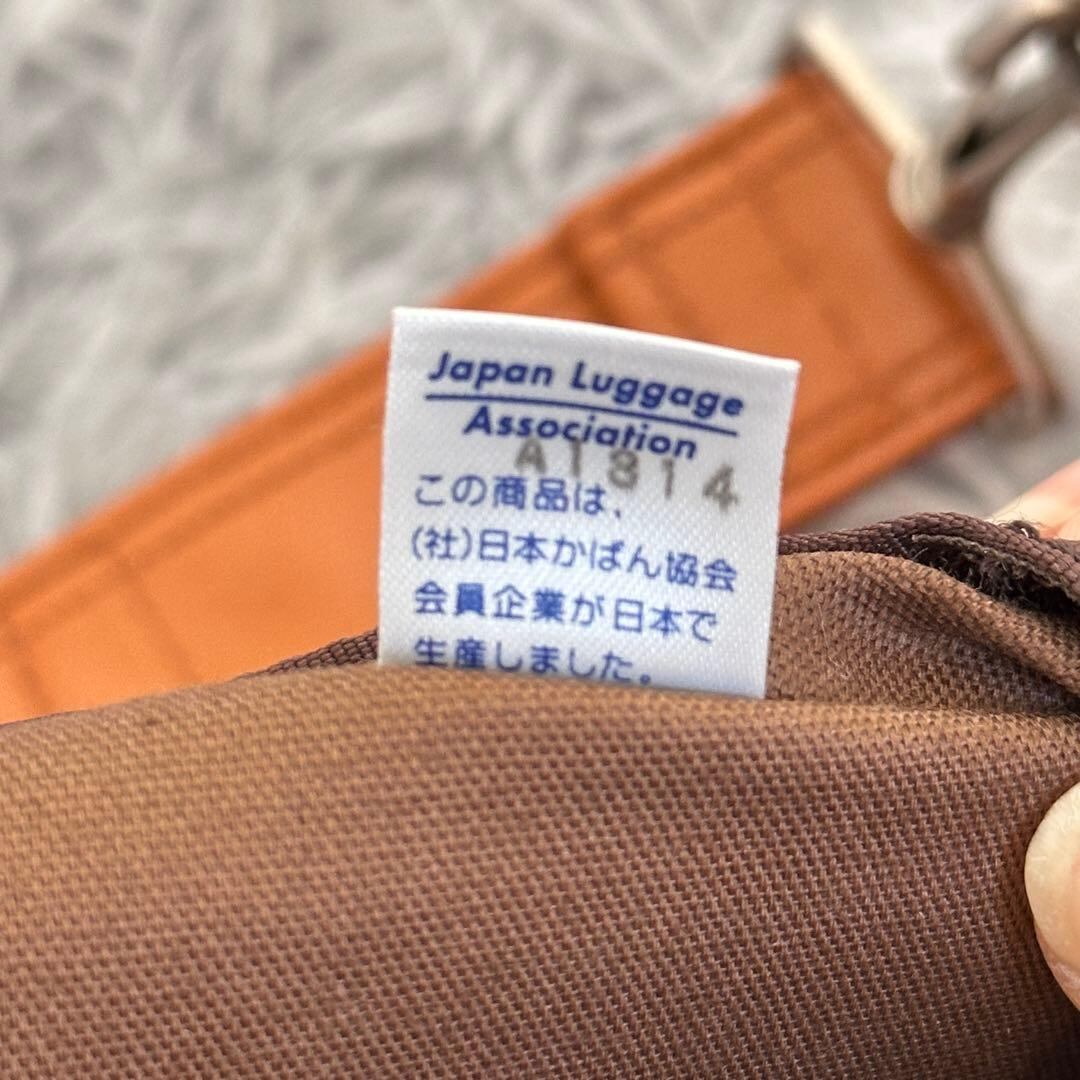 Japan Luggage
Association
A1314
この商品は、
(社)日本かばん協会
会員企業が日本で
生産しました。